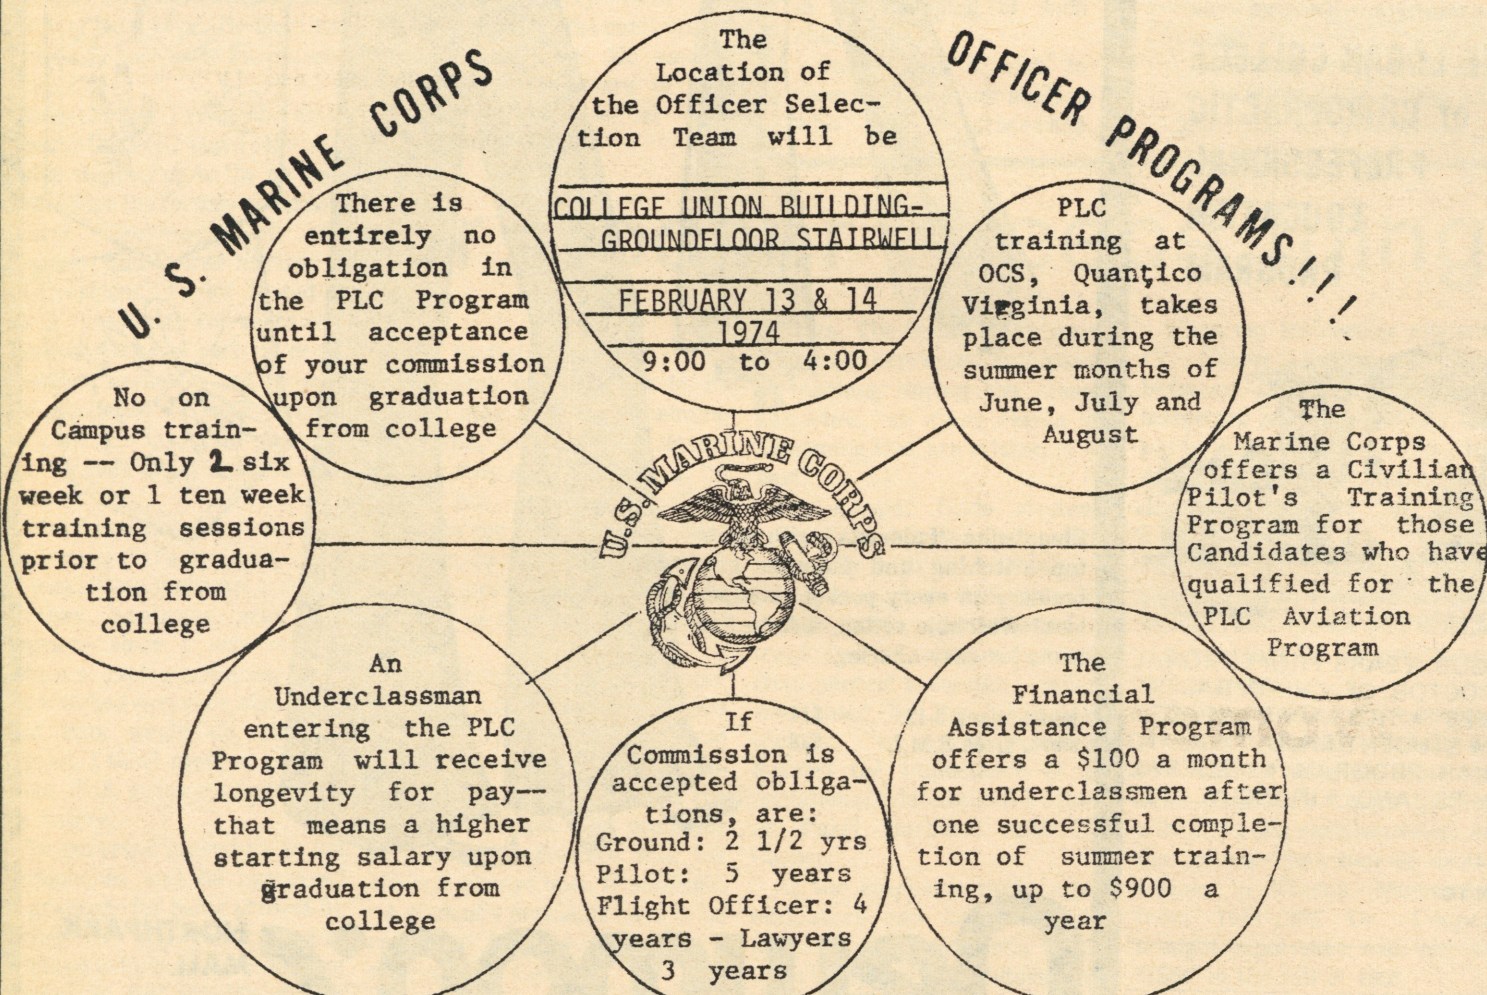 U. S. MARINE CORPS
OFFICER PROGRAMS!!!
The
Location of
the Officer Selec-
tion Team will be
COLLEGE UNION BUILDING-
GROUNDFLOOR STAIRWELL
FEBRUARY 13 & 14
1974
9:00 to 4:00
There is
entirely no
obligation in
the PLC Program
until acceptance
of your commission
upon graduation
from college
PLC
training at
OCS, Quantico
Virginia, takes
place during the
summer months of
June, July and
August
No on
Campus train-
ing -- Only 2 six
week or 1 ten week
training sessions
prior to gradua-
tion from
college
U.S. MARINE CORPS
The
Marine Corps
offers a Civilian
Pilot's Training
Program for those
Candidates who have
qualified for the
PLC Aviation
Program
An
Underclassman
entering the PLC
Program will receive
longevity for pay--
that means a higher
starting salary upon
graduation from
college
If
Commission is
accepted obliga-
tions, are:
Ground: 2 1/2 yrs
Pilot: 5 years
Flight Officer: 4
years - Lawyers
3 years
The
Financial
Assistance Program
offers a $100 a month
for underclassmen after
one successful comple-
tion of summer train-
ing, up to $900 a
year